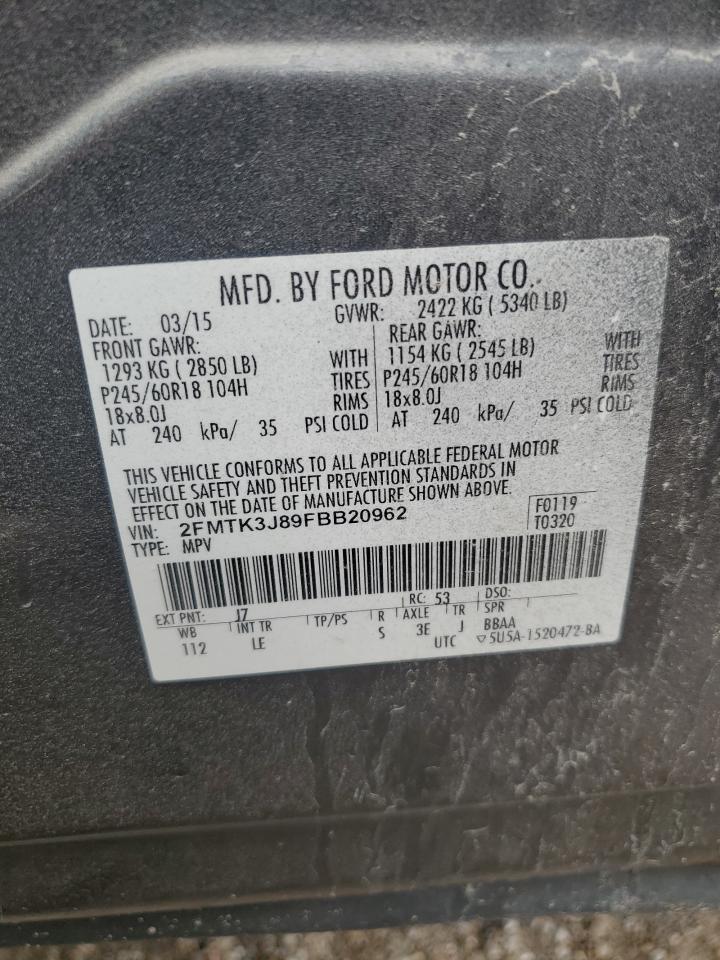 MFD. BY FORD MOTOR CO.
DATE: 03/15 GVWR: 2422 KG ( 5340 LB)
FRONT GAWR: REAR GAWR:
1293 KG ( 2850 LB) WITH 1154 KG ( 2545 LB) WITH
P245/60R18 104H TIRES P245/60R18 104H TIRES
18x8.0J RIMS 18x8.0J RIMS
AT 240 kPa/ 35 PSI COLD AT 240 kPa/ 35 PSI COLD
THIS VEHICLE CONFORMS TO ALL APPLICABLE FEDERAL MOTOR
VEHICLE SAFETY AND THEFT PREVENTION STANDARDS IN
EFFECT ON THE DATE OF MANUFACTURE SHOWN ABOVE.
VIN: 2FMTK3J89FBB20962 F0119
TYPE: MPV T0320
EXT PNT: J7 RC: 53 DSO:
WB INT TR TP/PS R AXLE TR SPR
112 LE S 3E J BBAA
UTC ▽5U5A-1520472-BA